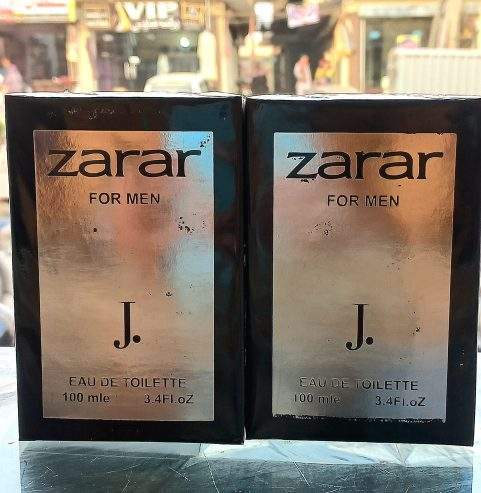 VIP
zarar
FOR MEN
J.
EAU DE TOILETTE
100 mle 3.4Fl.oZ
zarar
FOR MEN
J.
EAU DE TOILETTE
100 mle 3.4Fl.oZ